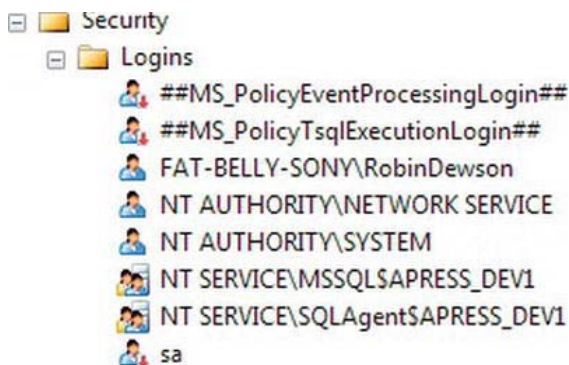 Security
Logins
##MS_PolicyEventProcessingLogin##
##MS_PolicyTsqlExecutionLogin##
FAT-BELLY-SONY\RobinDewson
NT AUTHORITY\NETWORK SERVICE
NT AUTHORITY\SYSTEM
NT SERVICE\MSSQL$APRESS_DEV1
NT SERVICE\SQLAgent$APRESS_DEV1
sa